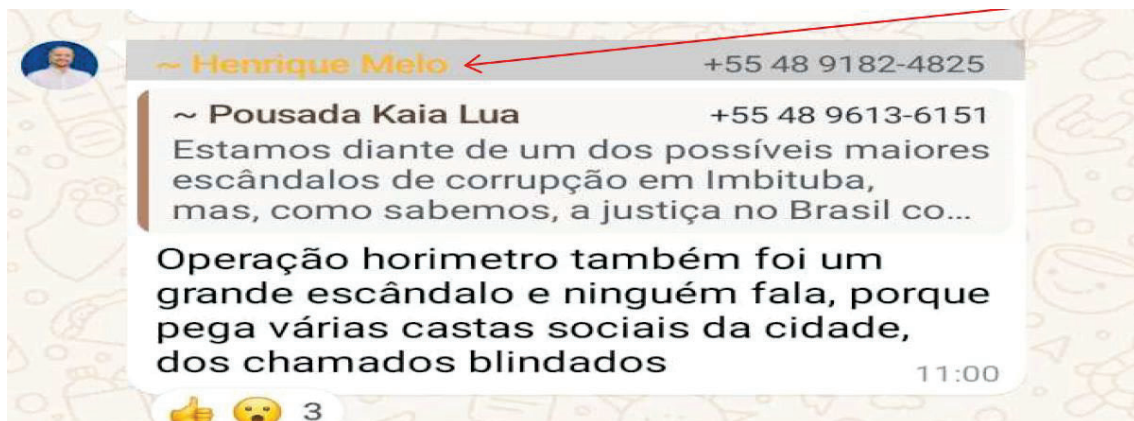 ~ Henrique Melo +55 48 9182-4825
~ Pousada Kaia Lua +55 48 9613-6151
Estamos diante de um dos possíveis maiores
escândalos de corrupção em Imbituba,
mas, como sabemos, a justiça no Brasil co...
Operação horimetro também foi um
grande escândalo e ninguém fala, porque
pega várias castas sociais da cidade,
dos chamados blindados
11:00
3